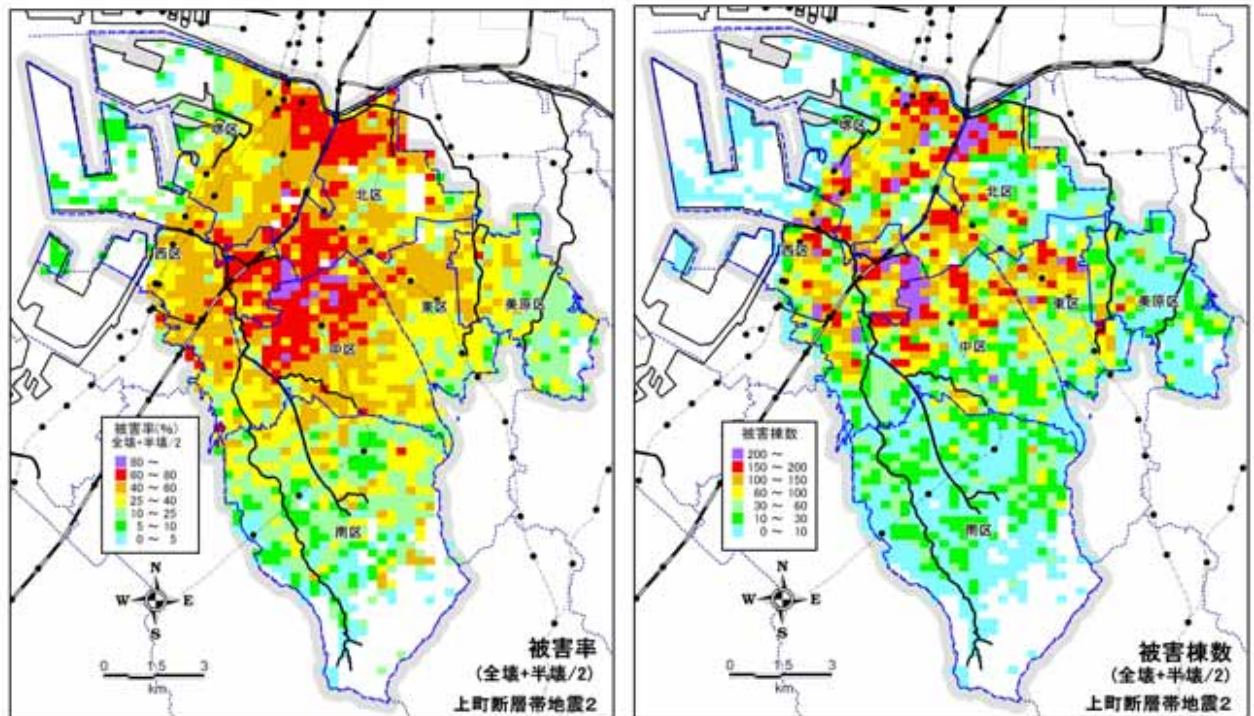 堺区
北区
西区
東区
美原区
中区
南区
被害率(%)
全壊+半壊/2
80 ～
60 ～ 80
40 ～ 60
25 ～ 40
10 ～ 25
5 ～ 10
0 ～ 5
N
W E
S
0 1.5 3
km
被害率
(全壊+半壊/2)
上町断層帯地震2
堺区
北区
西区
東区
美原区
中区
南区
被害棟数
200 ～
150 ～ 200
100 ～ 150
60 ～ 100
30 ～ 60
10 ～ 30
0 ～ 10
N
W E
S
0 1.5 3
km
被害棟数
(全壊+半壊/2)
上町断層帯地震2